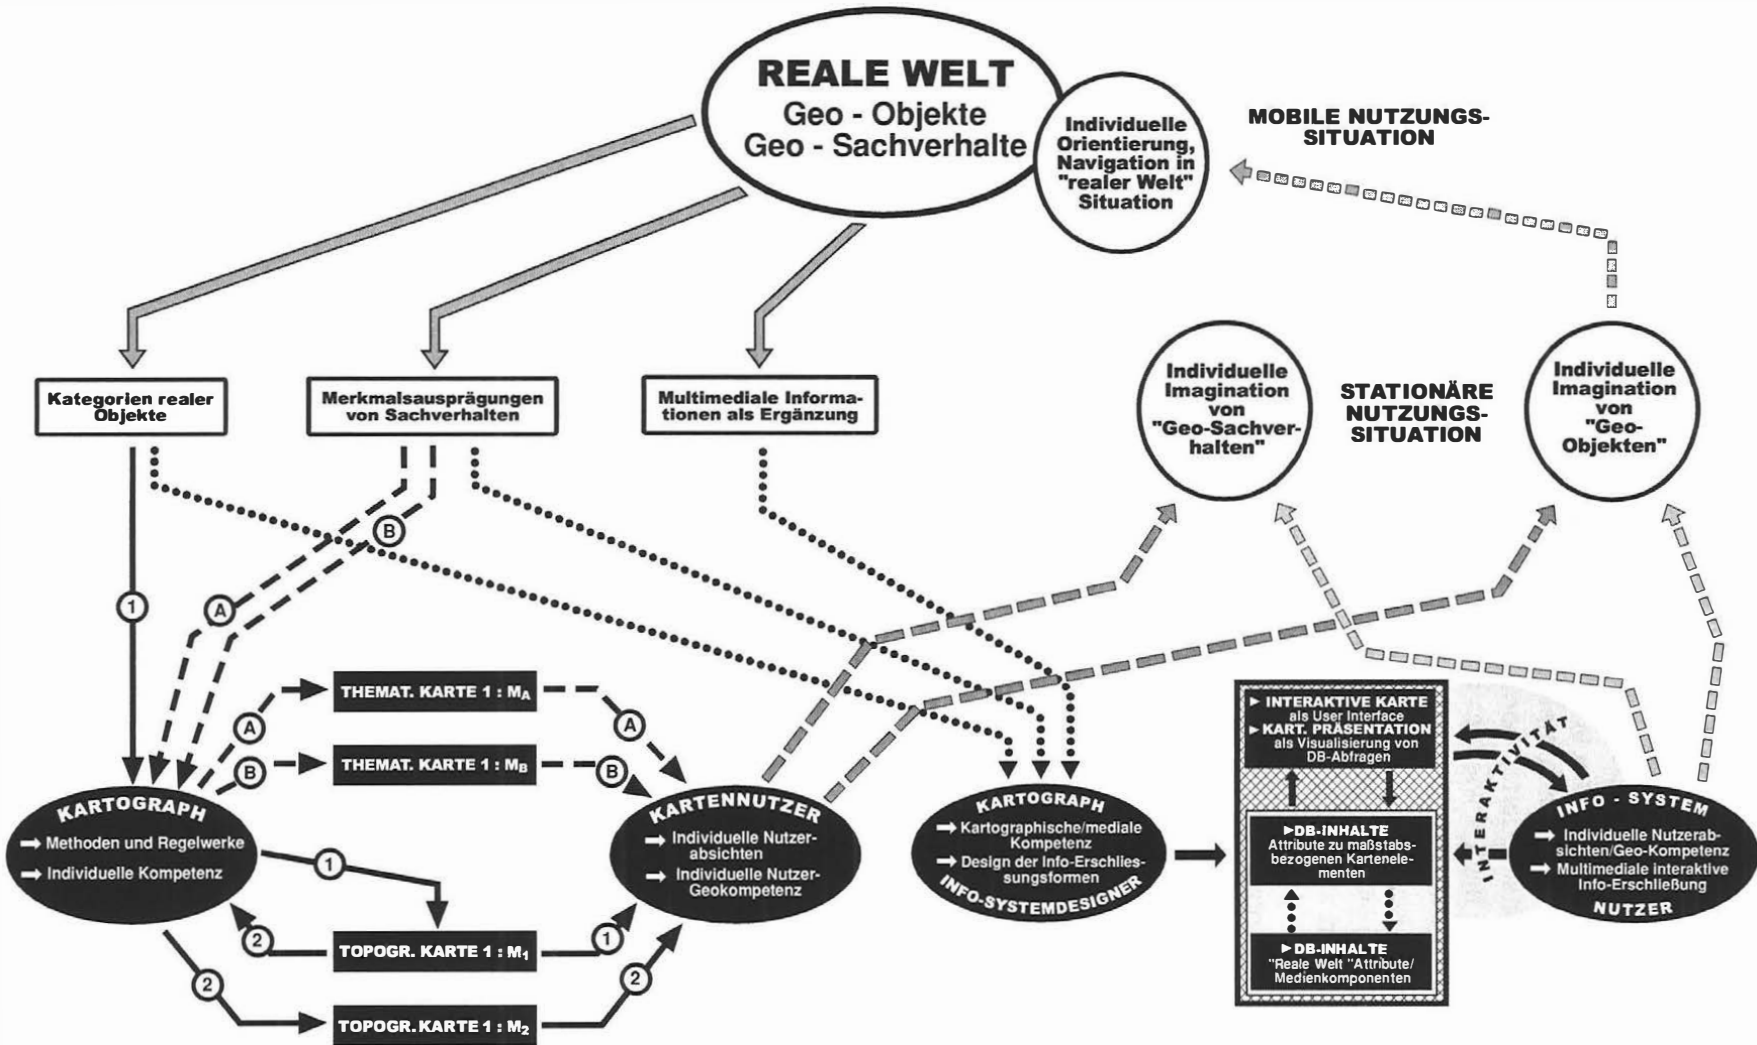 REALE WELT
Geo - Objekte
Geo - Sachverhalte
Individuelle
Orientierung,
Navigation in
"realer Welt"
Situation
MOBILE NUTZUNGS-
SITUATION
Kategorien realer
Objekte
Merkmalsausprägungen
von Sachverhalten
Multimediale Informa-
tionen als Ergänzung
Individuelle
Imagination
von
"Geo-Sachver-
halten"
STATIONÄRE
NUTZUNGS-
SITUATION
Individuelle
Imagination
von
"Geo-
Objekten"
B
1
A
A
B
THEMAT. KARTE 1 : MA
THEMAT. KARTE 1 : MB
A
B
KARTOGRAPH
Methoden und Regelwerke
Individuelle Kompetenz
1
2
2
TOPOGR. KARTE 1 : M1
TOPOGR. KARTE 1 : M2
1
2
KARTENNUTZER
Individuelle Nutzer-
absichten
Individuelle Nutzer-
Geokompetenz
KARTOGRAPH
Kartographische/mediale
Kompetenz
Design der Info-Erschlies-
sungsformen
INFO-SYSTEMDESIGNER
INTERAKTIVE KARTE
als User Interface
KART. PRÄSENTATION
als Visualisierung von
DB-Abfragen
DB-INHALTE
Attribute zu maßstabs-
bezogenen Kartenele-
menten
DB-INHALTE
"Reale Welt "Attribute/
Medienkomponenten
INTERAKTIVITÄT
INFO - SYSTEM
Individuelle Nutzerab-
sichten/Geo-Kompetenz
Multimediale interaktive
Info-Erschließung
NUTZER